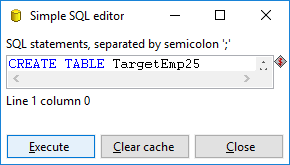 Simple SQL editor
SQL statements, separated by semicolon ';'
CREATE TABLE TargetEmp25
Line 1 column 0
Execute
Clear cache
Close